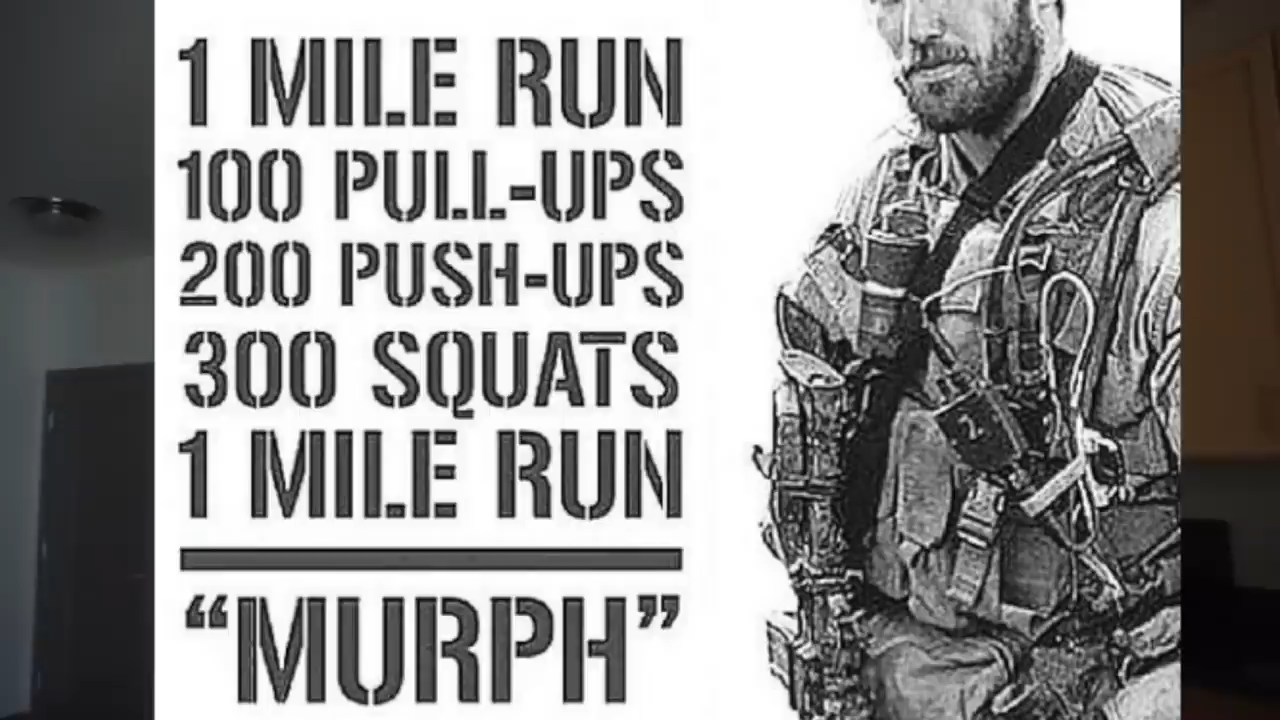 1 MILE RUN
100 PULL-UPS
200 PUSH-UPS
300 SQUATS
1 MILE RUN
“MURPH”